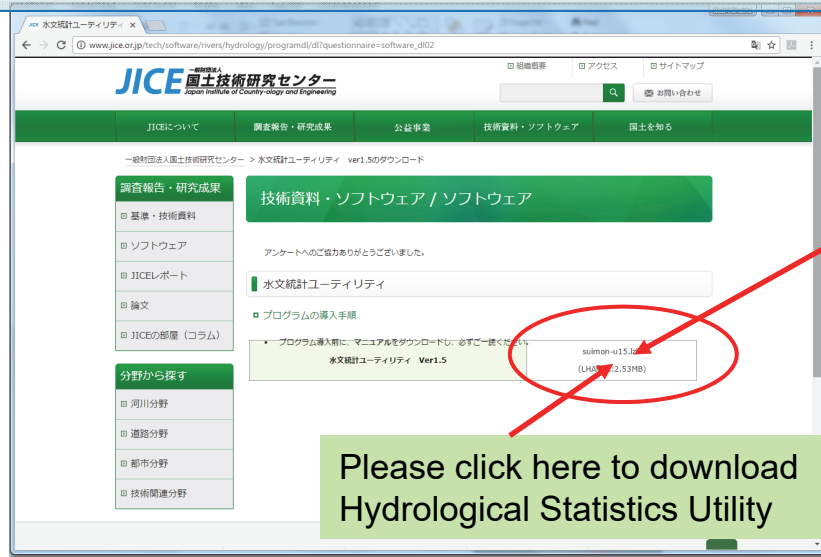 水文統計ユーティリティ
www.jice.or.jp/tech/software/rivers/hydrology/programdl/dl?questionnaire=software_dl02
組織概要 アクセス サイトマップ
一般財団法人
JICE 国土技術研究センター
Japan Institute of Country-ology and Engineering
お問い合わせ
JICEについて 調査報告・研究成果 公益事業 技術資料・ソフトウェア 国土を知る
一般財団法人国土技術研究センター > 水文統計ユーティリティ ver1.5のダウンロード
調査報告・研究成果
基準・技術資料
ソフトウェア
JICEレポート
論文
JICEの部屋(コラム)
分野から探す
河川分野
道路分野
都市分野
技術関連分野
技術資料・ソフトウェア / ソフトウェア
アンケートへのご協力ありがとうございました。
水文統計ユーティリティ
プログラムの導入手順
• プログラム導入前に、マニュアルをダウンロードし、必ずご一読ください。
水文統計ユーティリティ Ver1.5
suimon-u15.lz
(LHA :2.53MB)
Please click here to download
Hydrological Statistics Utility